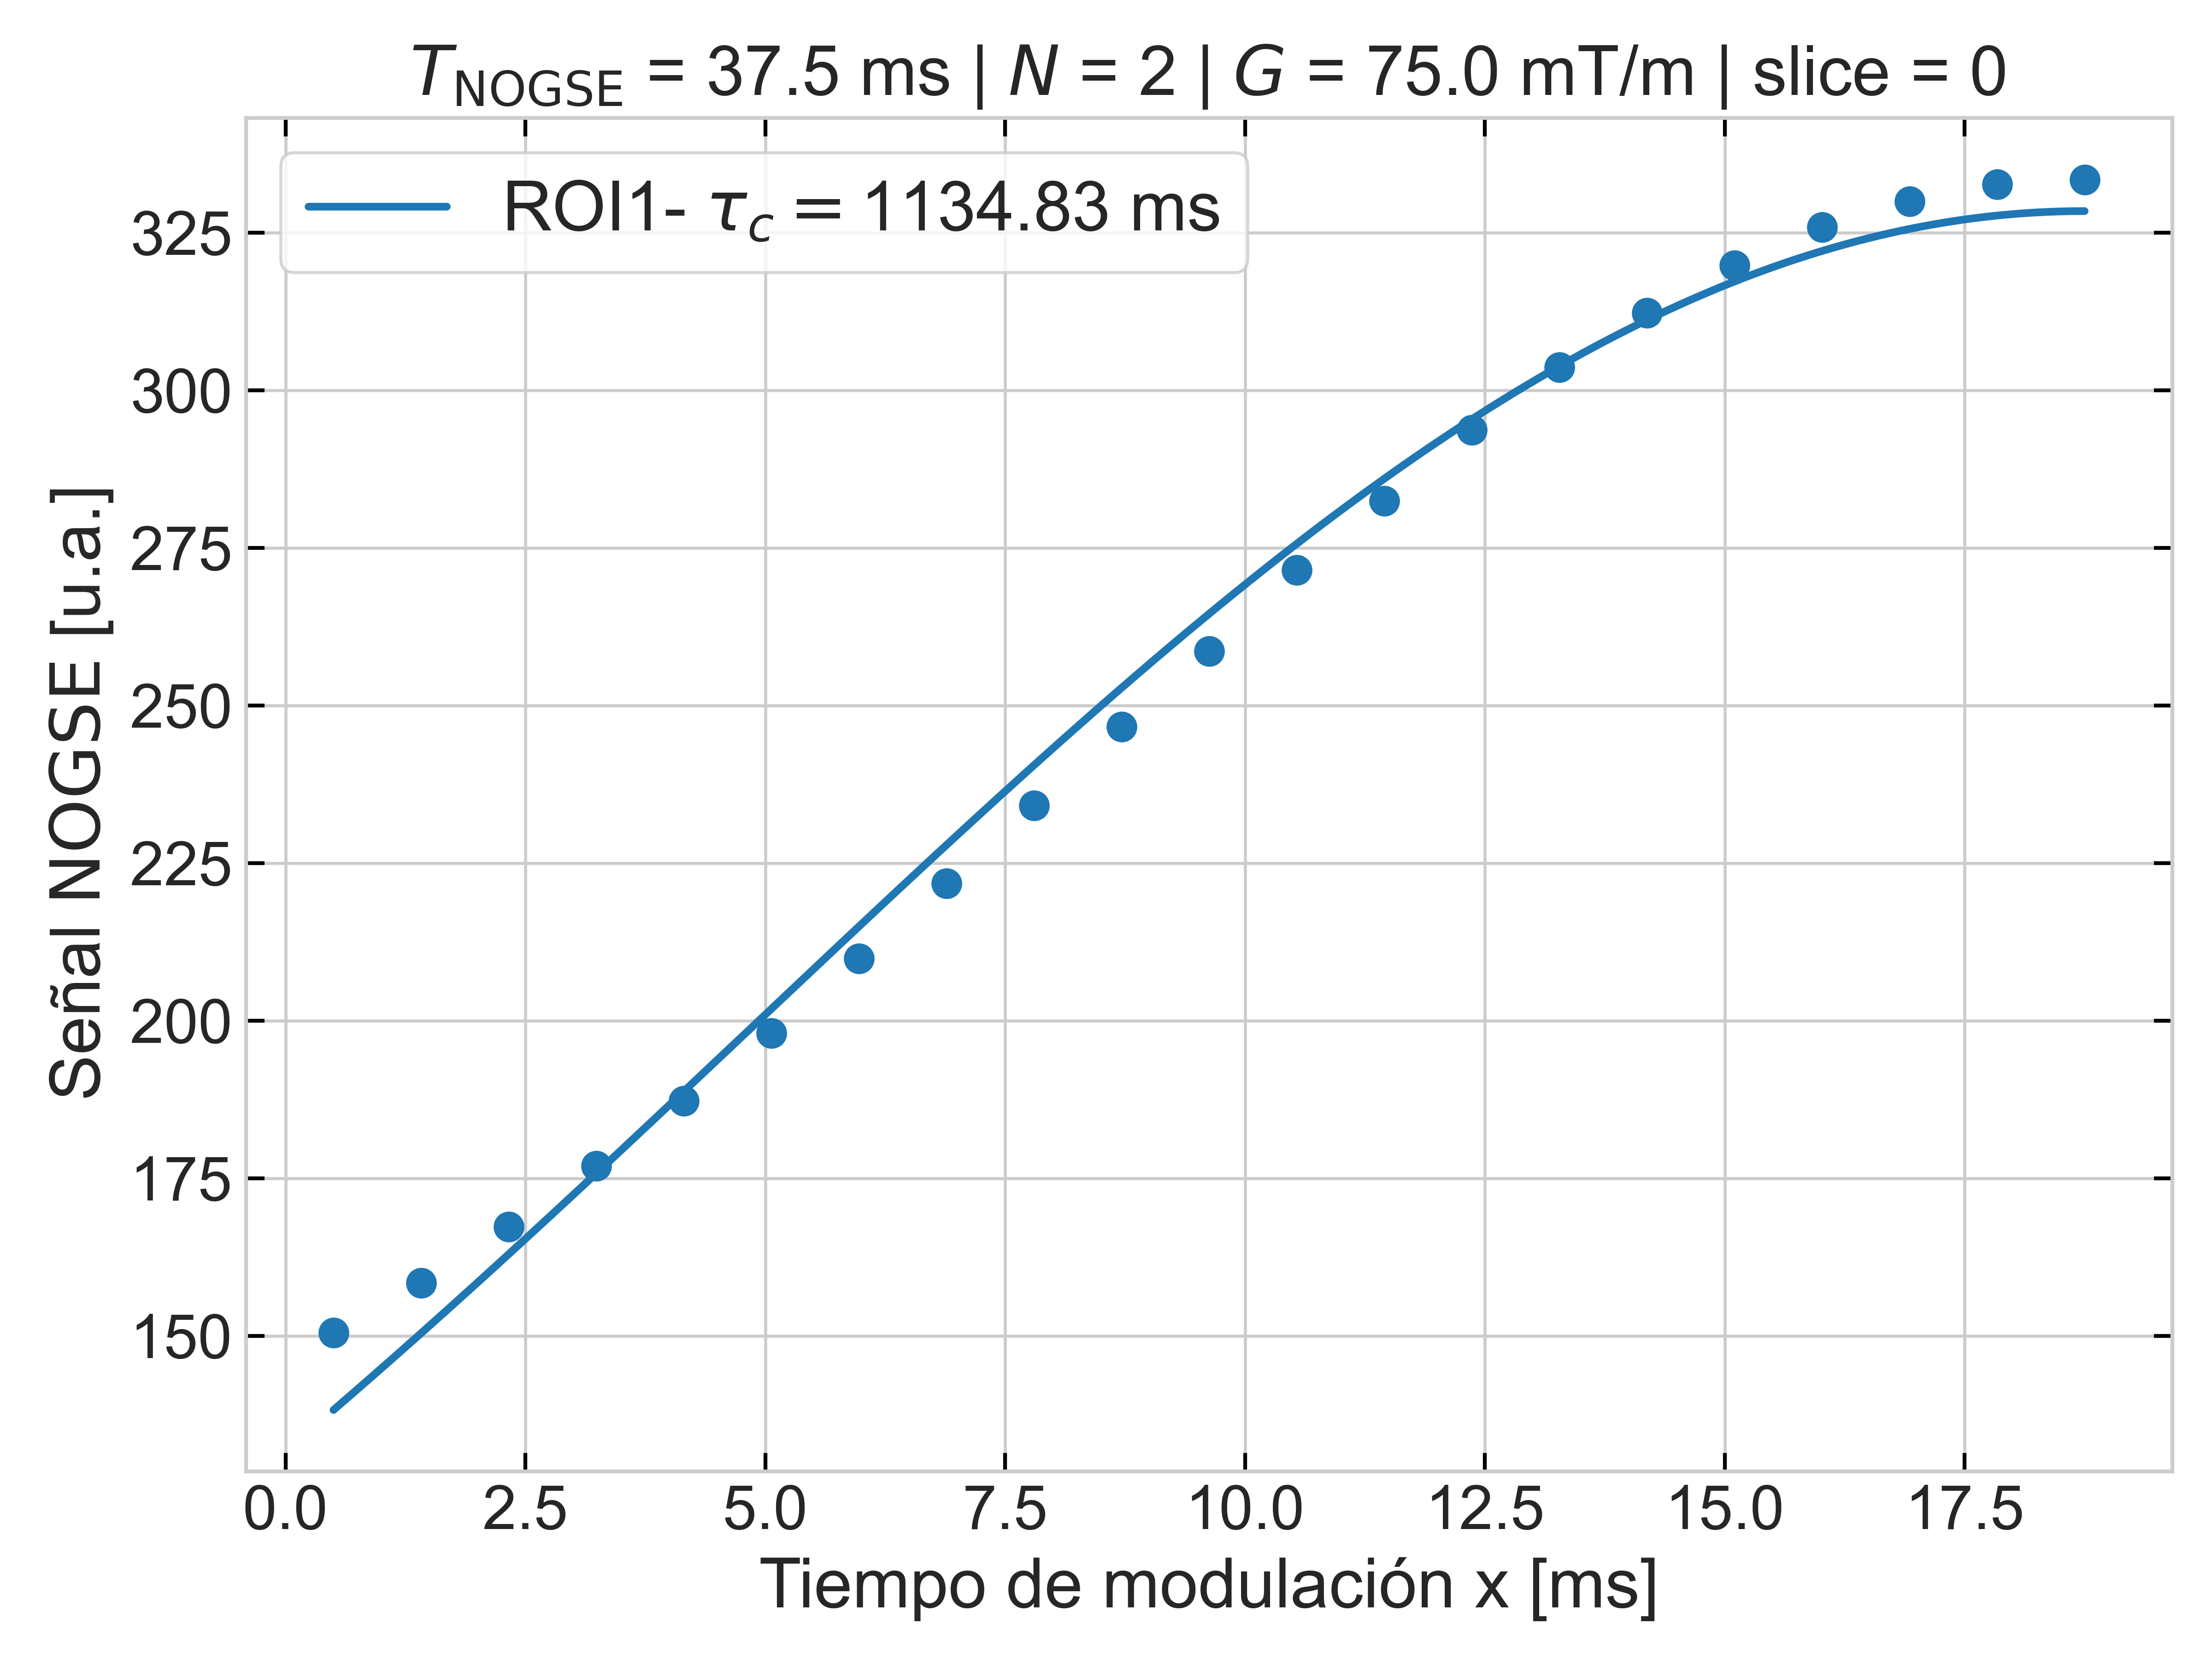 T_NOGSE = 37.5 ms | N = 2 | G = 75.0 mT/m | slice = 0
ROI1- τ_c = 1134.83 ms
Señal NOGSE [u.a.]
325
300
275
250
225
200
175
150
0.0 2.5 5.0 7.5 10.0 12.5 15.0 17.5
Tiempo de modulación x [ms]